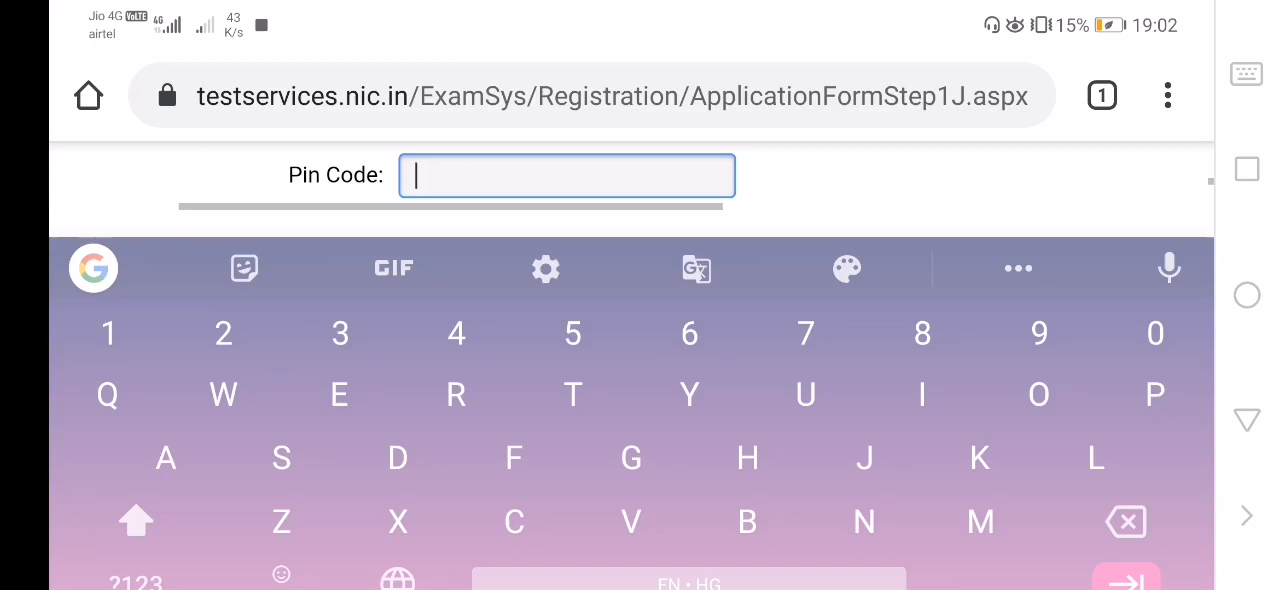 Jio 4G VoLTE 4G 43 15% 19:02
airtel K/s
1
testservices.nic.in/ExamSys/Registration/ApplicationFormStep1J.aspx
Pin Code:
G GIF G
1 2 3 4 5 6 7 8 9 0
Q W E R T Y U I O P
A S D F G H J K L
Z X C V B N M
?123 EN • HG